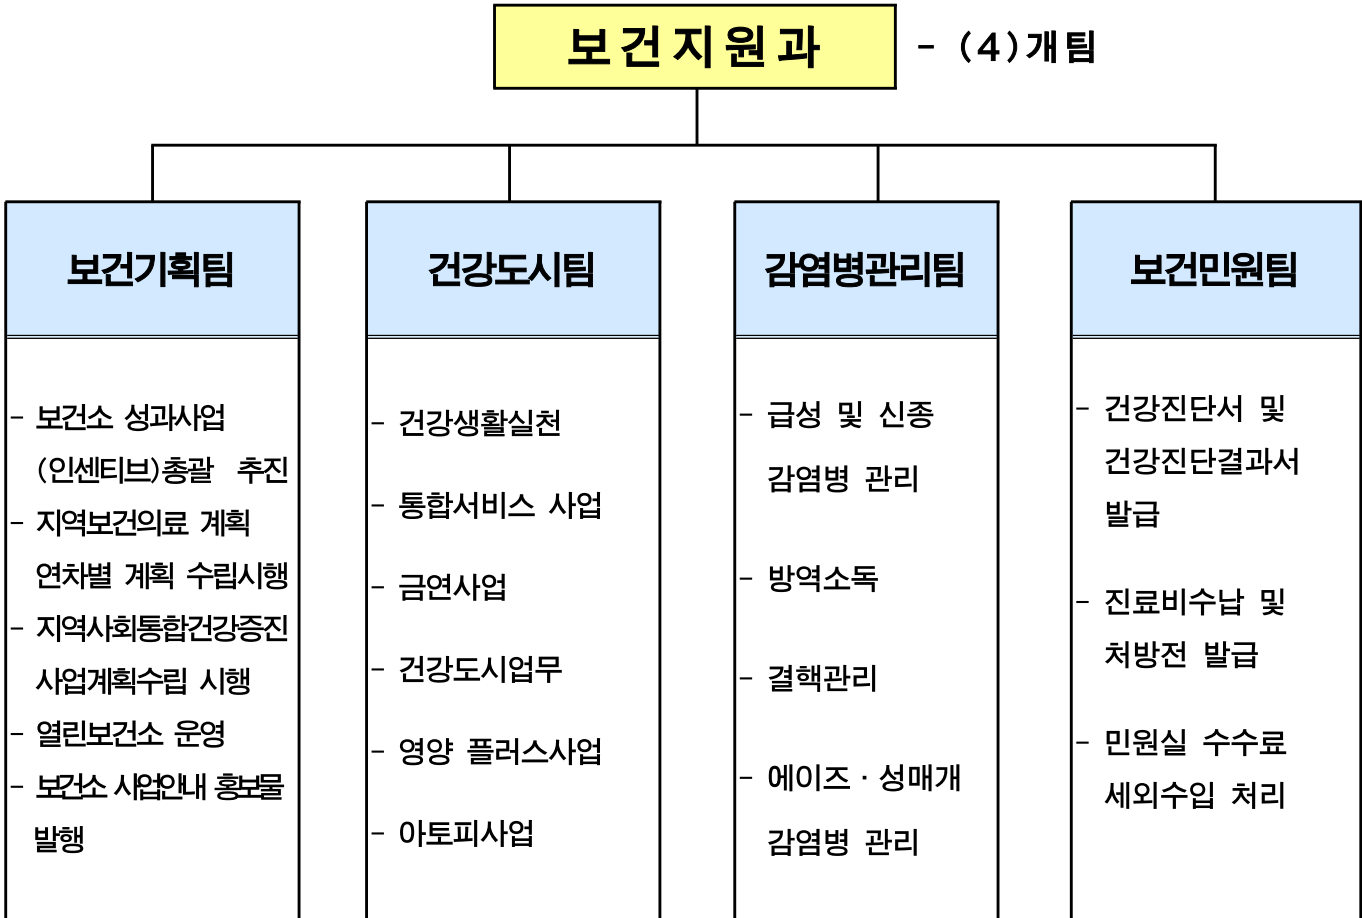 보건지원과 - (4)개팀
보건기획팀
- 보건소 성과사업
(인센티브)총괄 추진
- 지역보건의료 계획
연차별 계획 수립시행
- 지역사회통합건강증진
사업계획수립 시행
- 열린보건소 운영
- 보건소 사업안내 홍보물
발행
건강도시팀
- 건강생활실천
- 통합서비스 사업
- 금연사업
- 건강도시업무
- 영양 플러스사업
- 아토피사업
감염병관리팀
- 급성 및 신종
감염병 관리
- 방역소독
- 결핵관리
- 에이즈·성매개
감염병 관리
보건민원팀
- 건강진단서 및
건강진단결과서
발급
- 진료비수납 및
처방전 발급
- 민원실 수수료
세외수입 처리